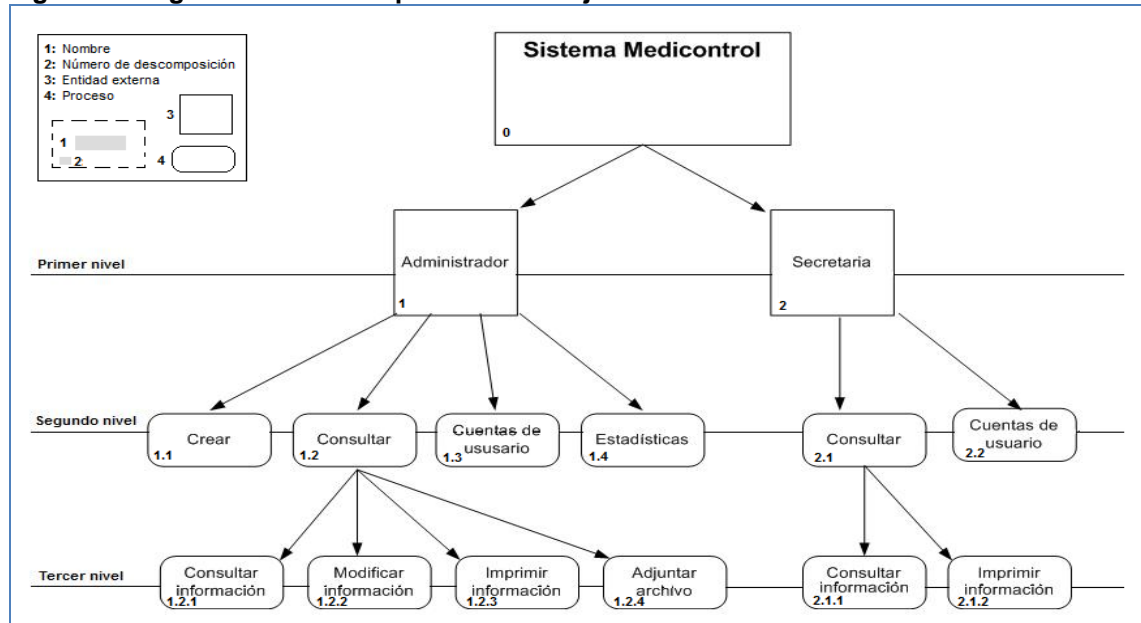 1: Nombre
2: Número de descomposición
3: Entidad externa
4: Proceso
3
1
2
4
Sistema Medicontrol
0
Primer nivel
Administrador
1
Secretaria
2
Segundo nivel
Crear
1.1
Consultar
1.2
Cuentas de
ususario
1.3
Estadísticas
1.4
Consultar
2.1
Cuentas de
usuario
2.2
Tercer nivel
Consultar
información
1.2.1
Modificar
información
1.2.2
Imprimir
información
1.2.3
Adjuntar
archivo
1.2.4
Consultar
información
2.1.1
Imprimir
información
2.1.2